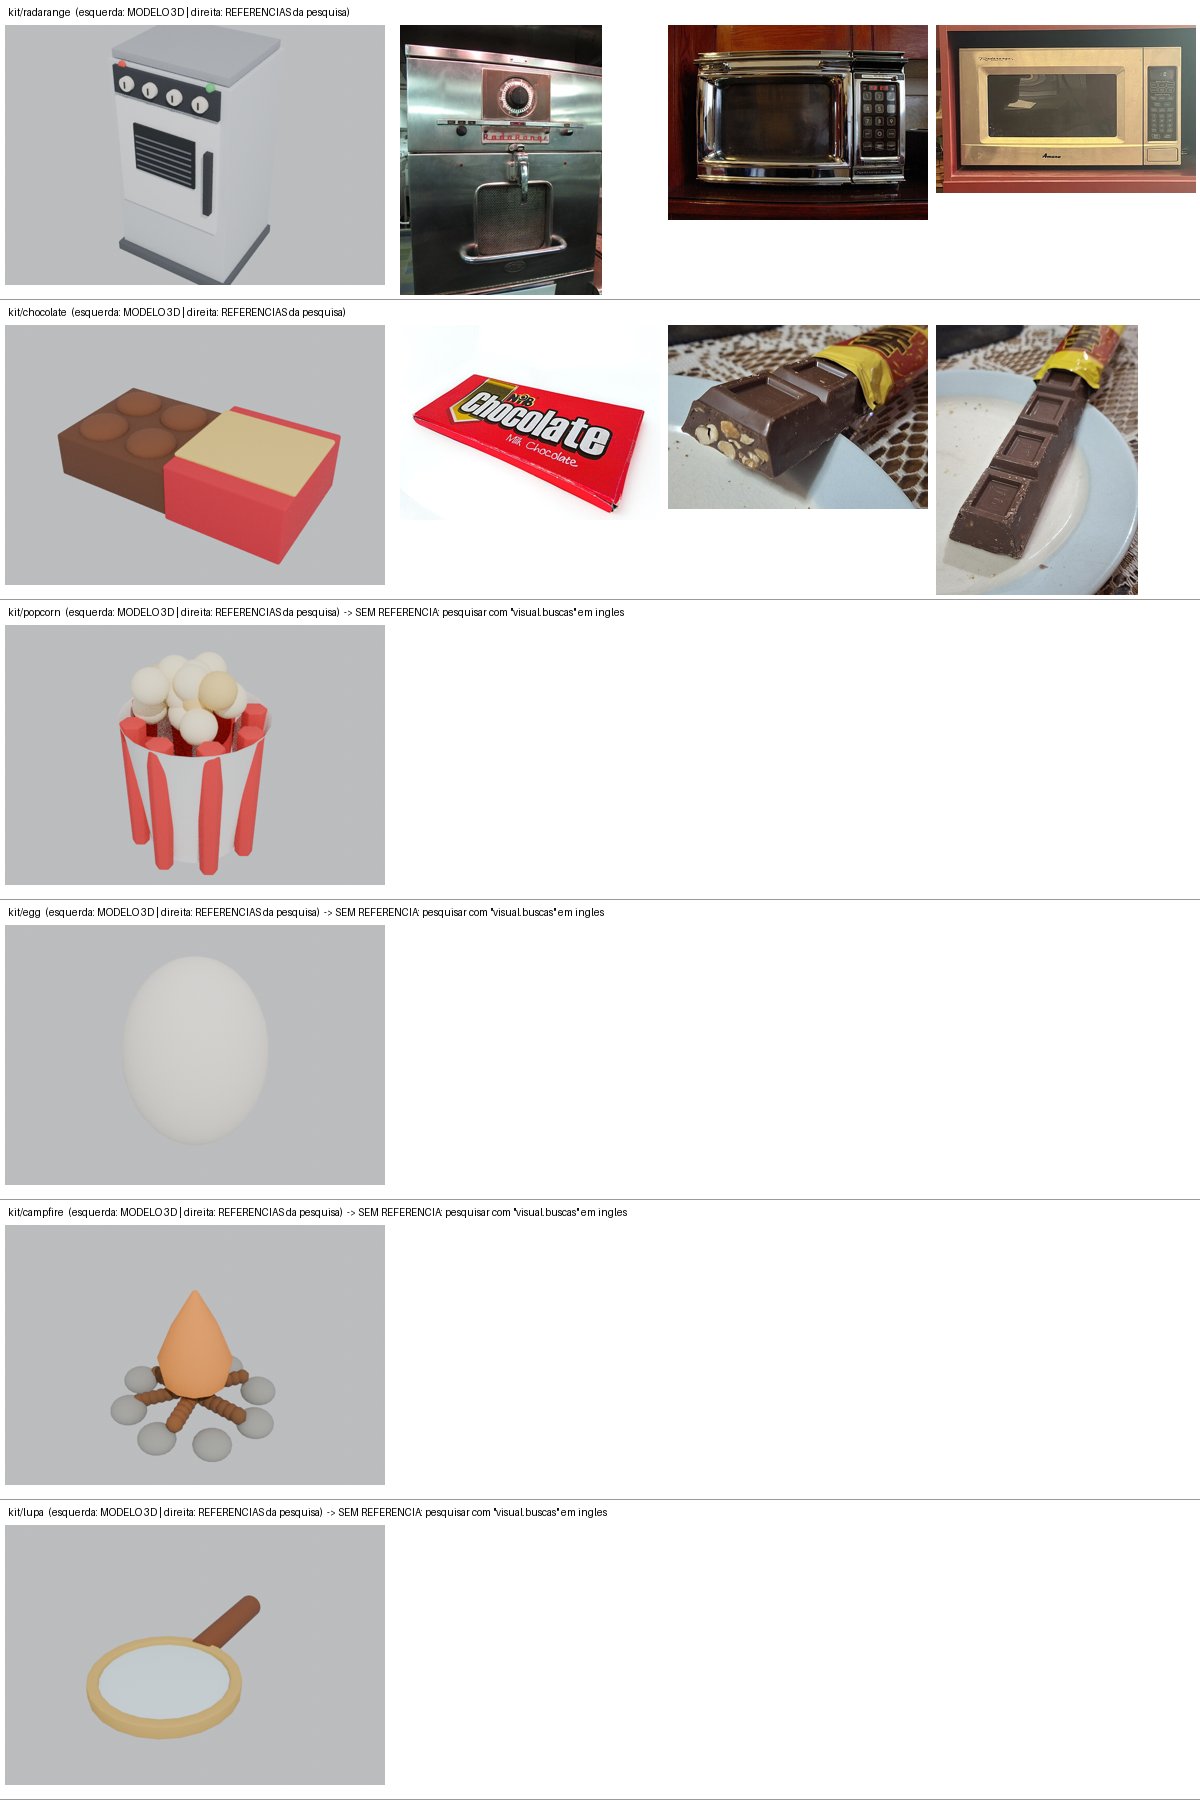 kit/radarange (esquerda: MODELO 3D | direita: REFERENCIAS da pesquisa)
RadaRange
Amana
kit/chocolate (esquerda: MODELO 3D | direita: REFERENCIAS da pesquisa)
Chocolate
Milk Chocolate
kit/popcorn (esquerda: MODELO 3D | direita: REFERENCIAS da pesquisa) -> SEM REFERENCIA: pesquisar com "visual.buscas" em ingles
kit/egg (esquerda: MODELO 3D | direita: REFERENCIAS da pesquisa) -> SEM REFERENCIA: pesquisar com "visual.buscas" em ingles
kit/campfire (esquerda: MODELO 3D | direita: REFERENCIAS da pesquisa) -> SEM REFERENCIA: pesquisar com "visual.buscas" em ingles
kit/lupa (esquerda: MODELO 3D | direita: REFERENCIAS da pesquisa) -> SEM REFERENCIA: pesquisar com "visual.buscas" em ingles